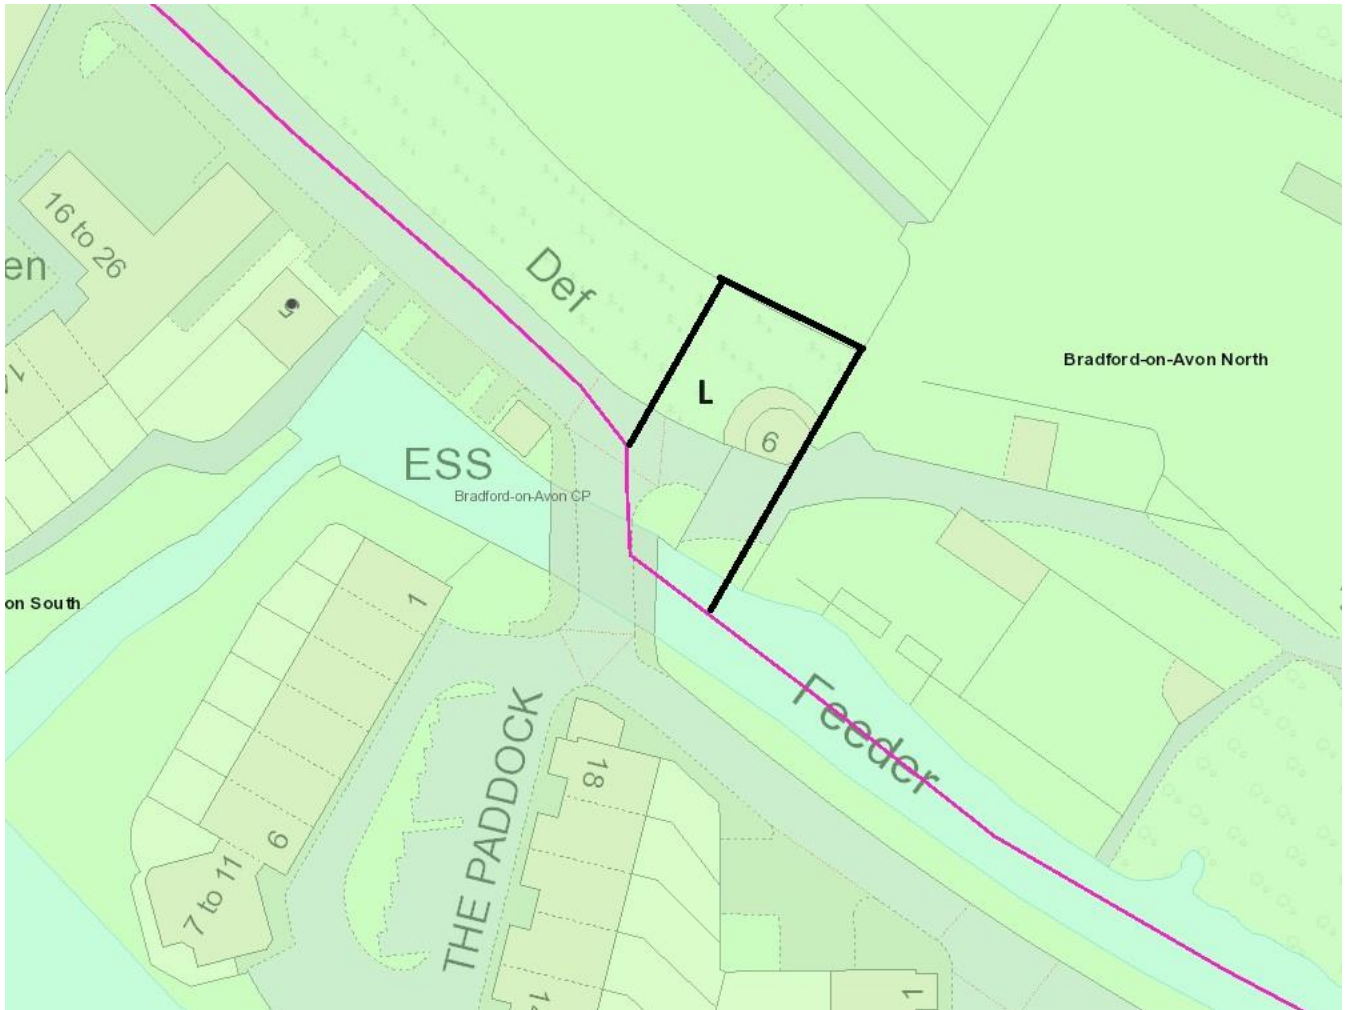 16 to 26
en
5
Def
L
6
Bradford-on-Avon North
ESS
Bradford-on-Avon CP
on South
1
Feeder
THE PADDOCK
18
6
7 to 11
1